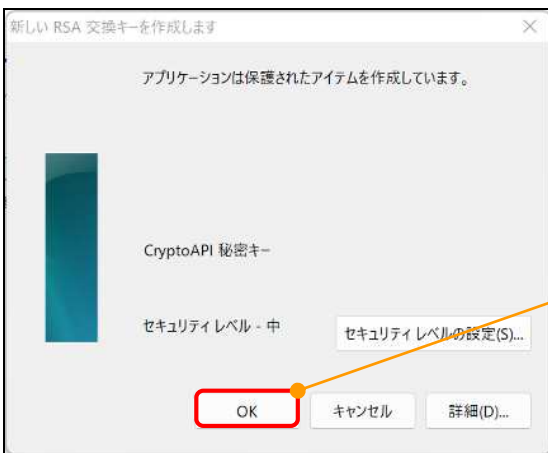 新しい RSA 交換キーを作成します
アプリケーションは保護されたアイテムを作成しています。
CryptoAPI 秘密キー
セキュリティ レベル - 中
セキュリティ レベルの設定(S)...
OK
キャンセル
詳細(D)...